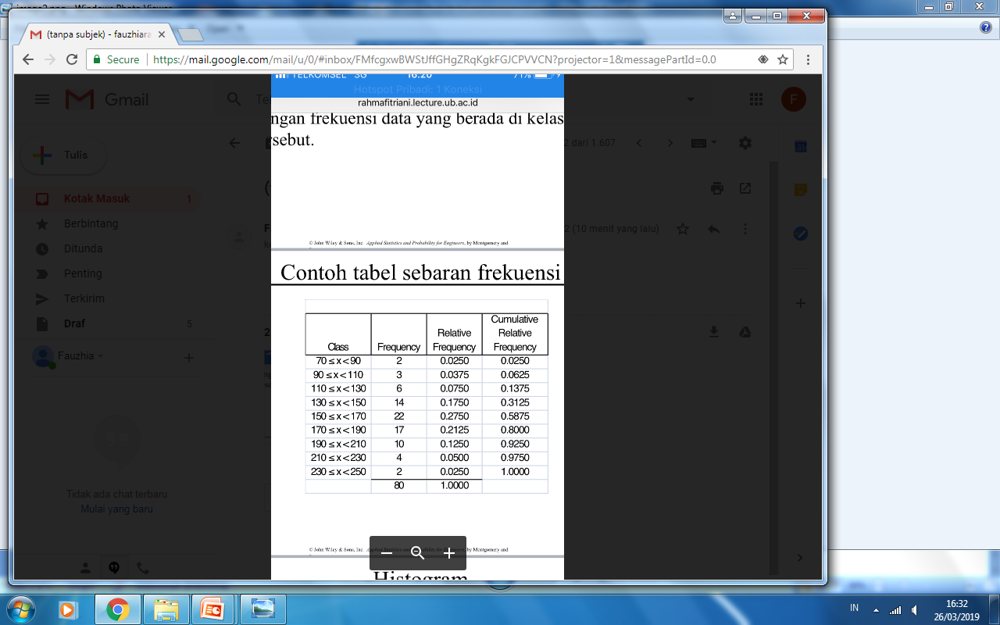 (tanpa subjek) - fauzhiara
Secure
https://mail.google.com/mail/u/0/#inbox/FMfcgxwBWStJffGHgZRqKgkFGJCPVVCN?projector=1&messagePartId=0.0
TELKOMSEL 3G 16.20 71%
Hotspot Pribadi: 1 Koneksi
rahmafitriani.lecture.ub.ac.id
Gmail
F
ngan frekuensi data yang berada di kelas
rsebut.
2 dari 1.607
Tulis
Kotak Masuk 1
Berbintang
Ditunda
Penting
Terkirim
Draf 5
Fauzhia
(10 menit yang lalu)
© John Wiley & Sons, Inc. Applied Statistics and Probability for Engineers, by Montgomery and
Contoh tabel sebaran frekuensi
Class Frequency Relative Frequency Cumulative Relative Frequency
70 ≤ x < 90 2 0.0250 0.0250
90 ≤ x < 110 3 0.0375 0.0625
110 ≤ x < 130 6 0.0750 0.1375
130 ≤ x < 150 14 0.1750 0.3125
150 ≤ x < 170 22 0.2750 0.5875
170 ≤ x < 190 17 0.2125 0.8000
190 ≤ x < 210 10 0.1250 0.9250
210 ≤ x < 230 4 0.0500 0.9750
230 ≤ x < 250 2 0.0250 1.0000
80 1.0000
Tidak ada chat terbaru
Mulai yang baru
© John Wiley & Sons, Inc. by Montgomery and
Histogram
IN
16:32
26/03/2019